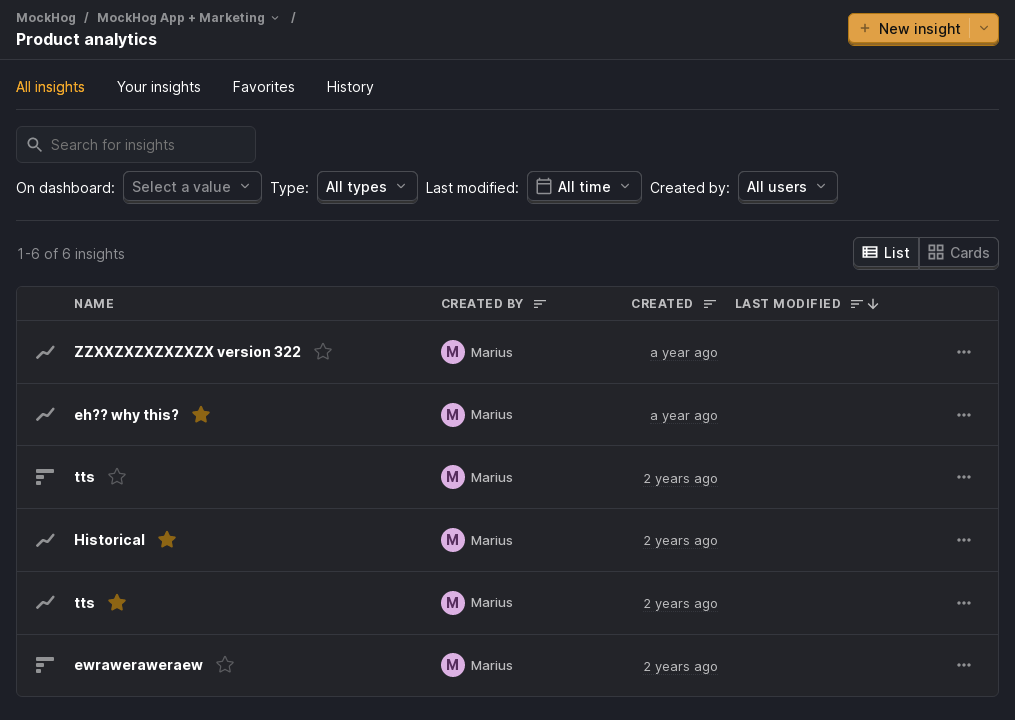 MockHog / MockHog App + Marketing /
Product analytics
+ New insight
All insights Your insights Favorites History
Search for insights
On dashboard: Select a value Type: All types Last modified: All time Created by: All users
1-6 of 6 insights List Cards
NAME CREATED BY CREATED LAST MODIFIED
ZZXXZXZXZXZXZX version 322 M Marius a year ago
eh?? why this? M Marius a year ago
tts M Marius 2 years ago
Historical M Marius 2 years ago
tts M Marius 2 years ago
ewraweraweraew M Marius 2 years ago